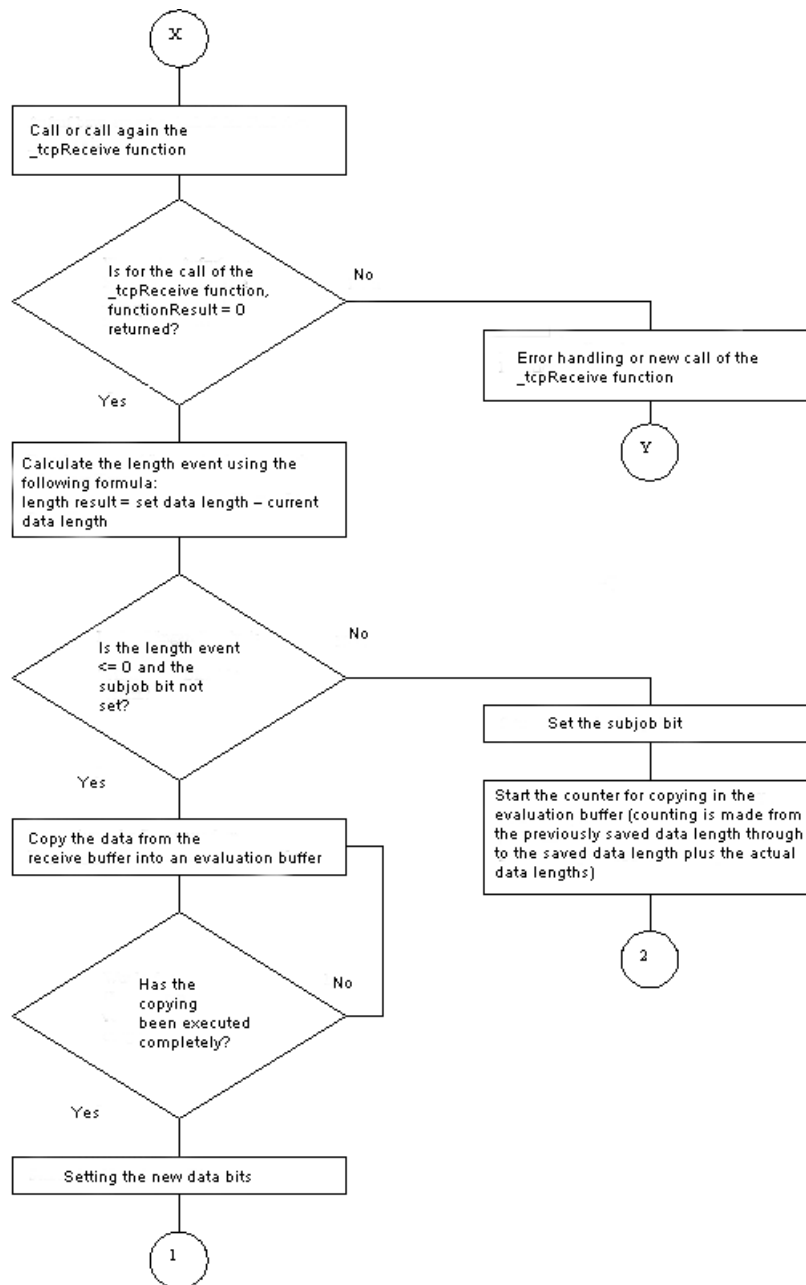 X
Call or call again the
_tcpReceive function
Is for the call of the
_tcpReceive function,
functionResult = 0
returned?
No
Error handling or new call of the
_tcpReceive function
Y
Yes
Calculate the length event using the
following formula:
length result = set data length – current
data length
Is the length event
<= 0 and the
subjob bit not
set?
No
Set the subjob bit
Start the counter for copying in the
evaluation buffer (counting is made from
the previously saved data length through
to the saved data length plus the actual
data lengths)
2
Yes
Copy the data from the
receive buffer into an evaluation buffer
Has the
copying
been executed
completely?
No
Yes
Setting the new data bits
1